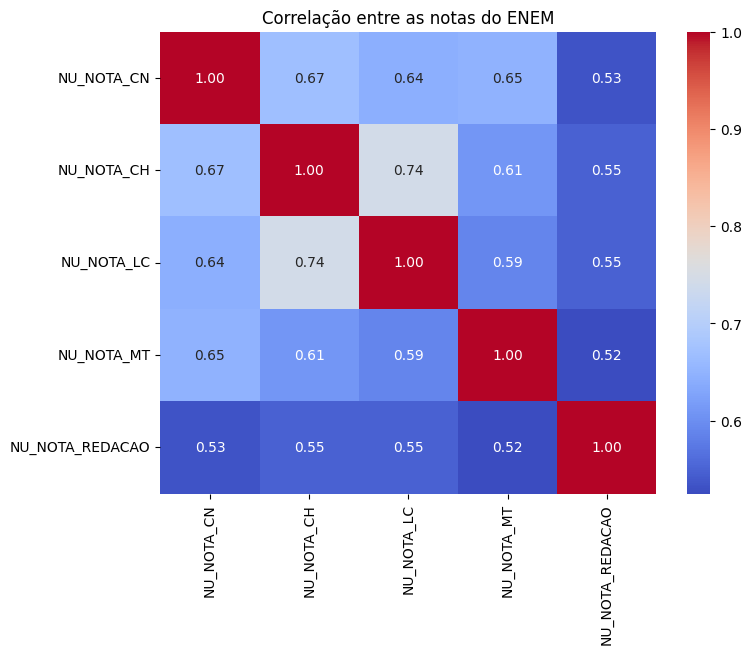 Correlação entre as notas do ENEM
NU_NOTA_CN 1.00 0.67 0.64 0.65 0.53
NU_NOTA_CH 0.67 1.00 0.74 0.61 0.55
NU_NOTA_LC 0.64 0.74 1.00 0.59 0.55
NU_NOTA_MT 0.65 0.61 0.59 1.00 0.52
NU_NOTA_REDACAO 0.53 0.55 0.55 0.52 1.00
NU_NOTA_CN
NU_NOTA_CH
NU_NOTA_LC
NU_NOTA_MT
NU_NOTA_REDACAO
1.0
0.9
0.8
0.7
0.6